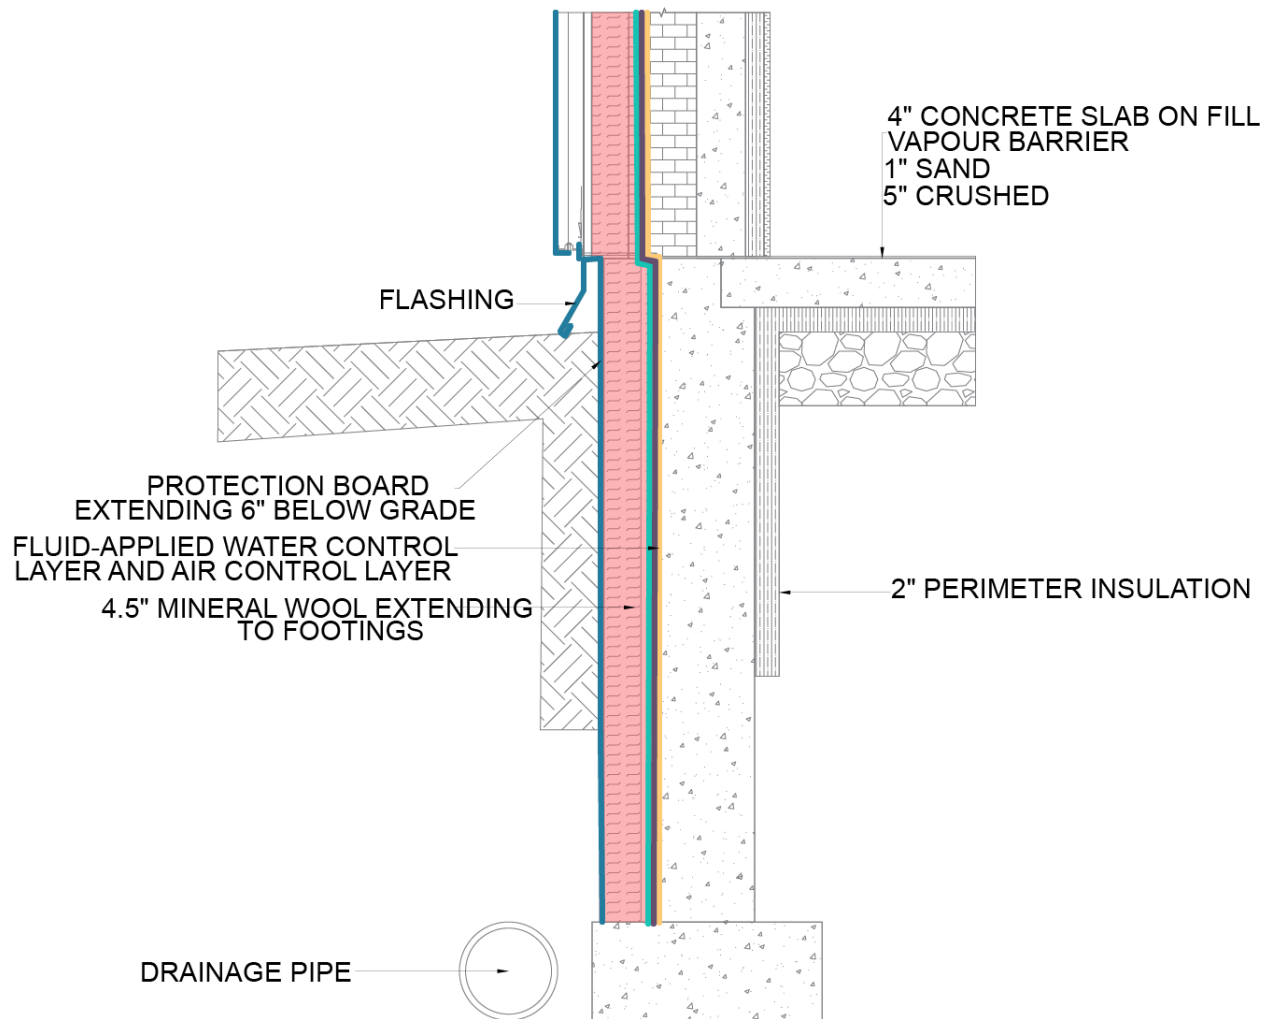 4" CONCRETE SLAB ON FILL
VAPOUR BARRIER
1" SAND
5" CRUSHED
FLASHING
PROTECTION BOARD
EXTENDING 6" BELOW GRADE
FLUID-APPLIED WATER CONTROL
LAYER AND AIR CONTROL LAYER
4.5" MINERAL WOOL EXTENDING
TO FOOTINGS
2" PERIMETER INSULATION
DRAINAGE PIPE